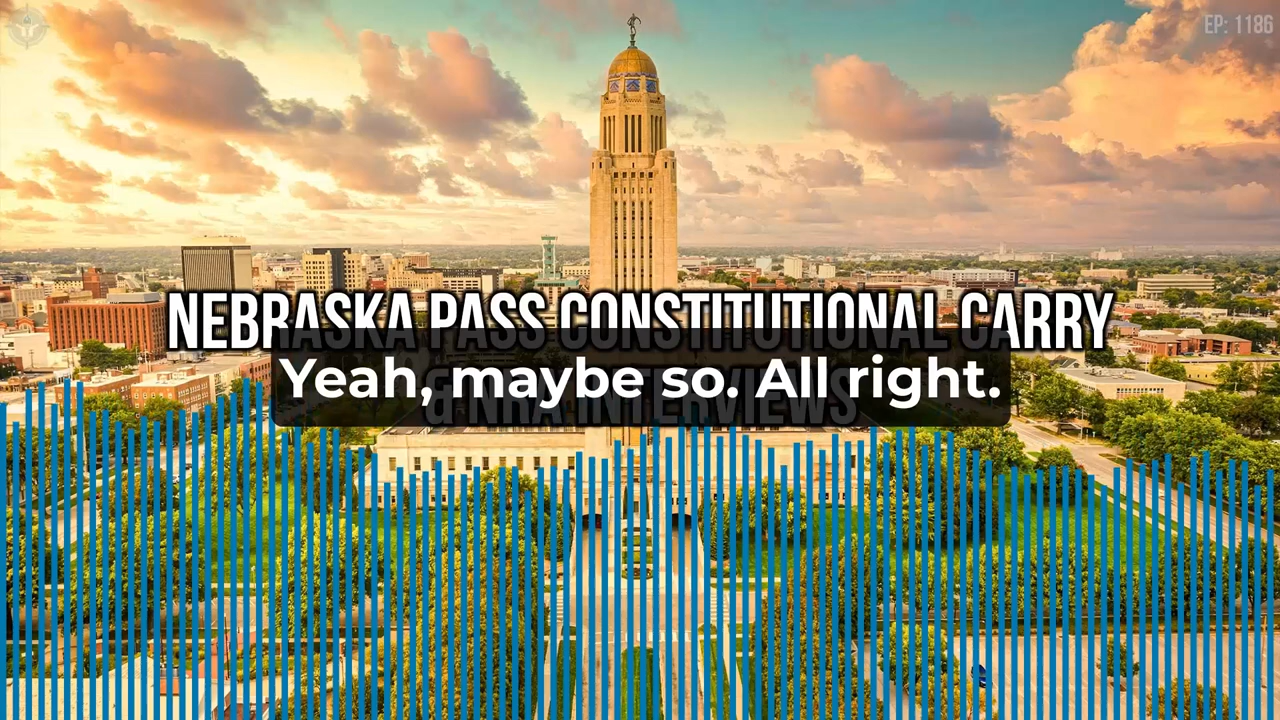 EP: 1186
NEBRASKA PASS CONSTITUTIONAL CARRY
& NRA INTERVIEWS
Yeah, maybe so. All right.